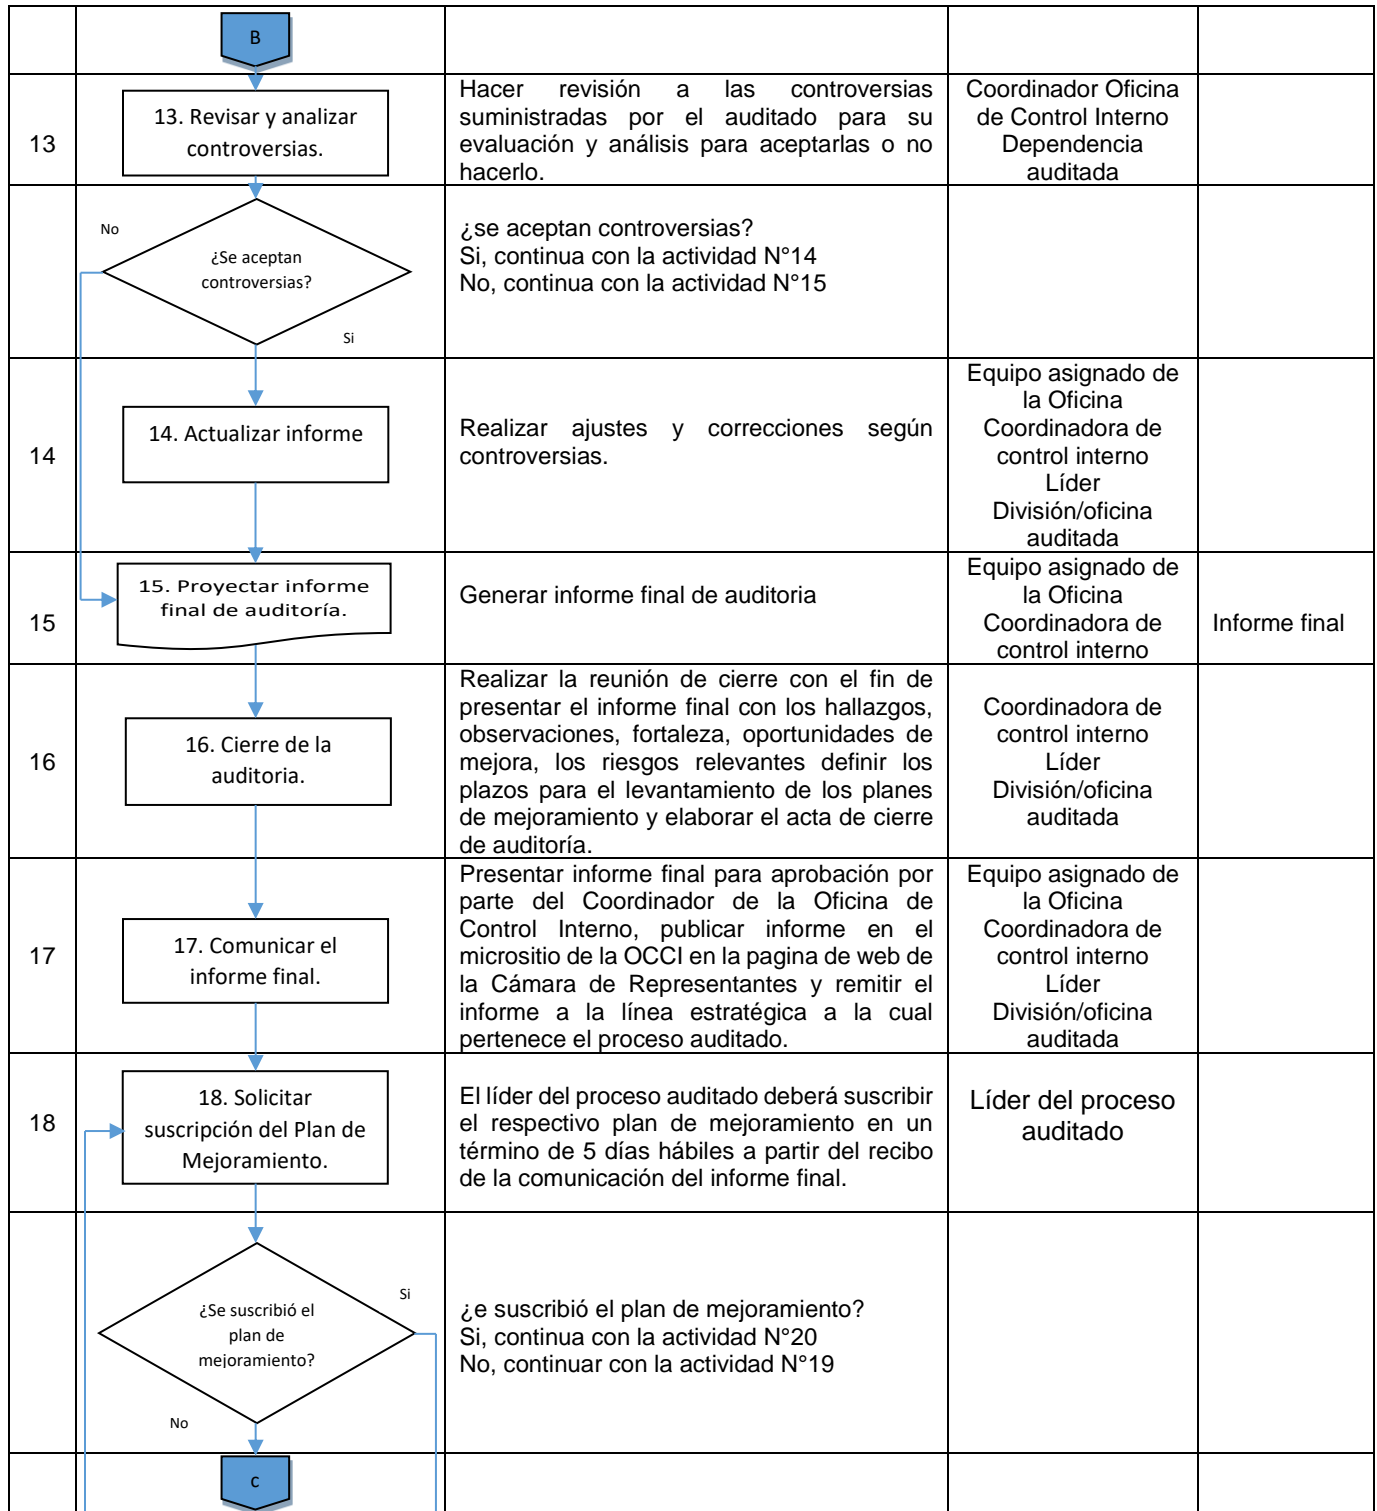 B
13
13. Revisar y analizar
controversias.
Hacer revisión a las controversias
suministradas por el auditado para su
evaluación y análisis para aceptarlas o no
hacerlo.
Coordinador Oficina
de Control Interno
Dependencia
auditada
No
¿Se aceptan
controversias?
Si
¿se aceptan controversias?
Si, continua con la actividad N°14
No, continua con la actividad N°15
14
14. Actualizar informe
Realizar ajustes y correcciones según
controversias.
Equipo asignado de
la Oficina
Coordinadora de
control interno
Líder
División/oficina
auditada
15
15. Proyectar informe
final de auditoría.
Generar informe final de auditoria
Equipo asignado de
la Oficina
Coordinadora de
control interno
Informe final
16
16. Cierre de la
auditoria.
Realizar la reunión de cierre con el fin de
presentar el informe final con los hallazgos,
observaciones, fortaleza, oportunidades de
mejora, los riesgos relevantes definir los
plazos para el levantamiento de los planes
de mejoramiento y elaborar el acta de cierre
de auditoría.
Coordinadora de
control interno
Líder
División/oficina
auditada
17
17. Comunicar el
informe final.
Presentar informe final para aprobación por
parte del Coordinador de la Oficina de
Control Interno, publicar informe en el
micrositio de la OCCI en la pagina de web de
la Cámara de Representantes y remitir el
informe a la línea estratégica a la cual
pertenece el proceso auditado.
Equipo asignado de
la Oficina
Coordinadora de
control interno
Líder
División/oficina
auditada
18
18. Solicitar
suscripción del Plan de
Mejoramiento.
El líder del proceso auditado deberá suscribir
el respectivo plan de mejoramiento en un
término de 5 días hábiles a partir del recibo
de la comunicación del informe final.
Líder del proceso
auditado
¿Se suscribió el
plan de
mejoramiento?
Si
No
¿e suscribió el plan de mejoramiento?
Si, continua con la actividad N°20
No, continuar con la actividad N°19
c